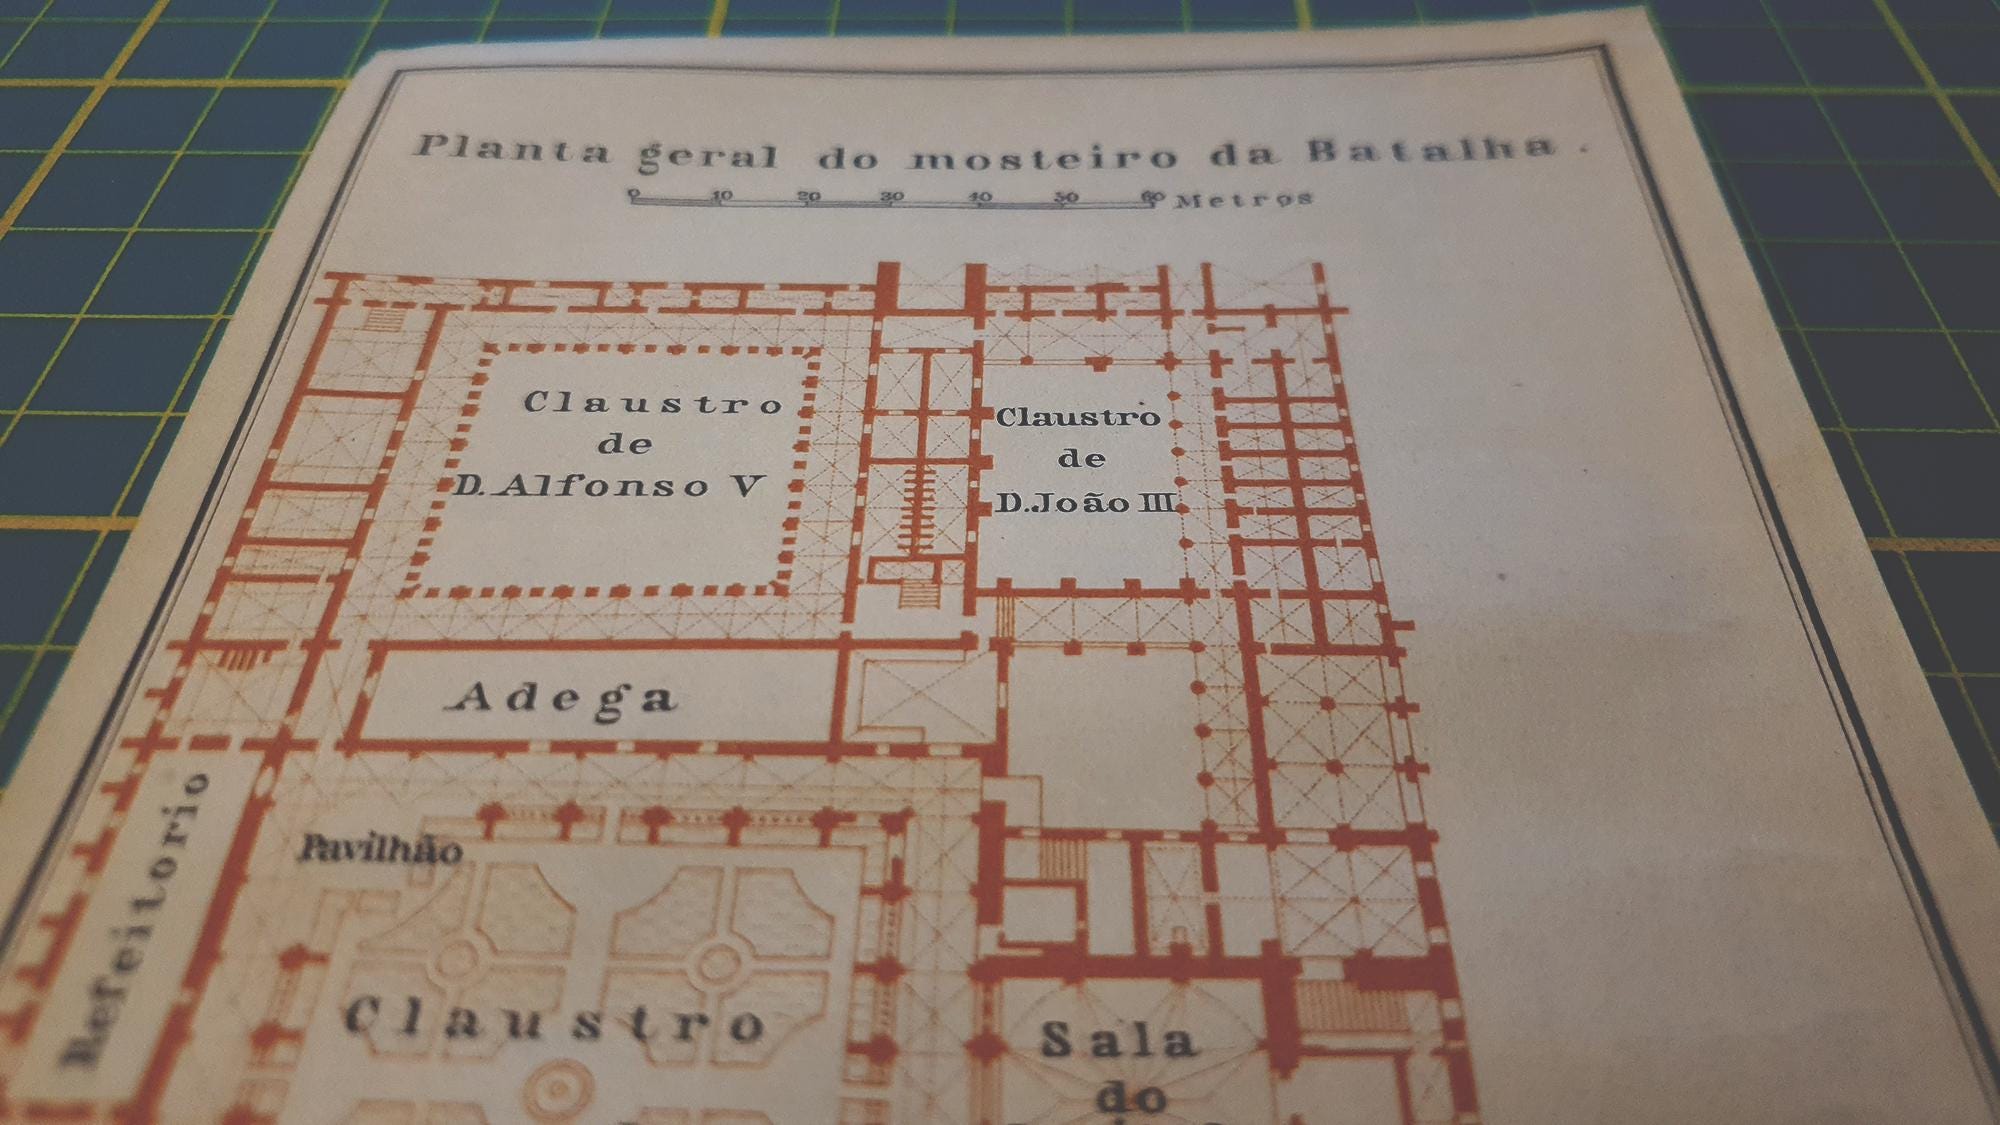 Planta geral do mosteiro da Batalha.
0 10 20 30 40 50 60 Metros
Claustro
de
D. Alfonso V
Claustro
de
D. João III
Adega
Refeitorio
Pavilhão
Claustro
Sala
do